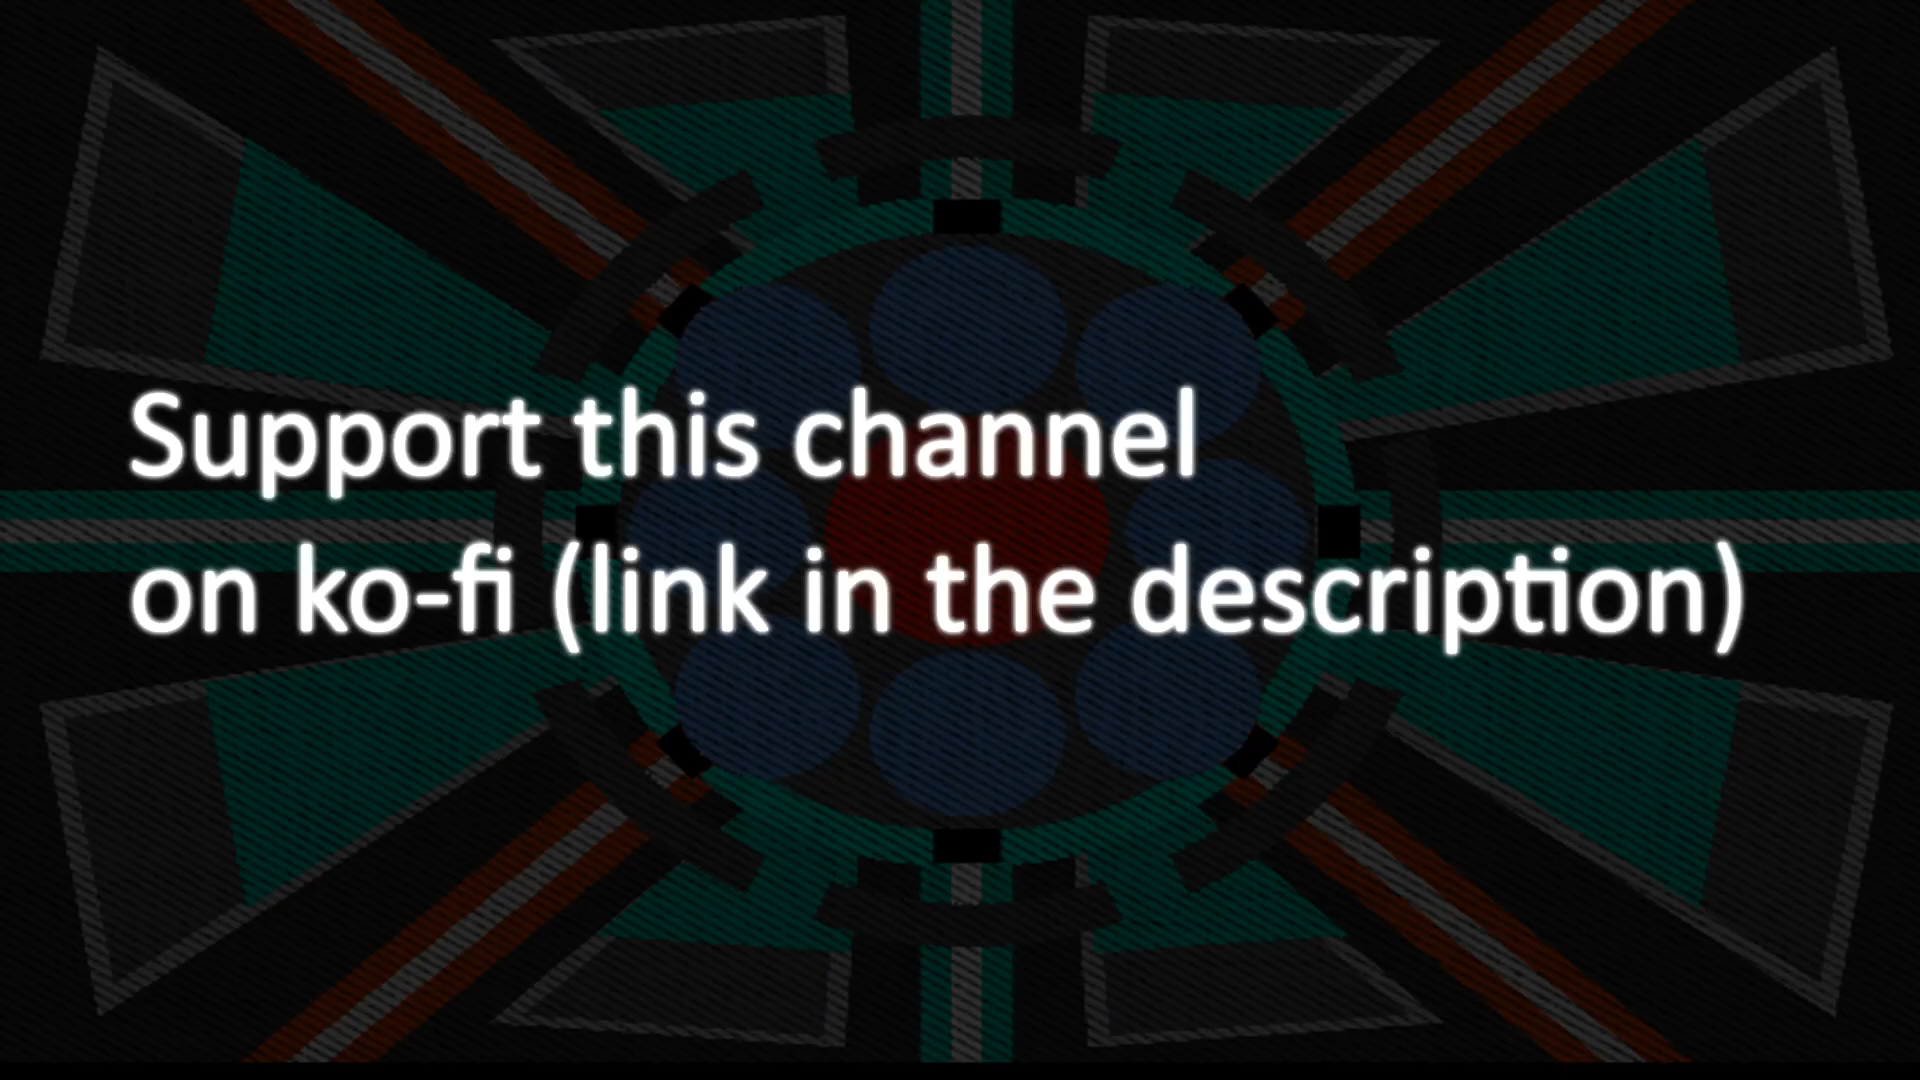 Support this channel
on ko-fi (link in the description)